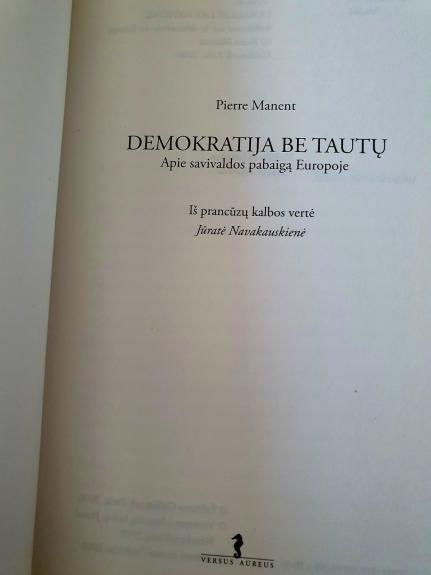 Pierre Manent
DEMOKRATIJA BE TAUTŲ
Apie savivaldos pabaigą Europoje
Iš prancūzų kalbos vertė
Jūratė Navakauskienė
VERSUS AUREUS